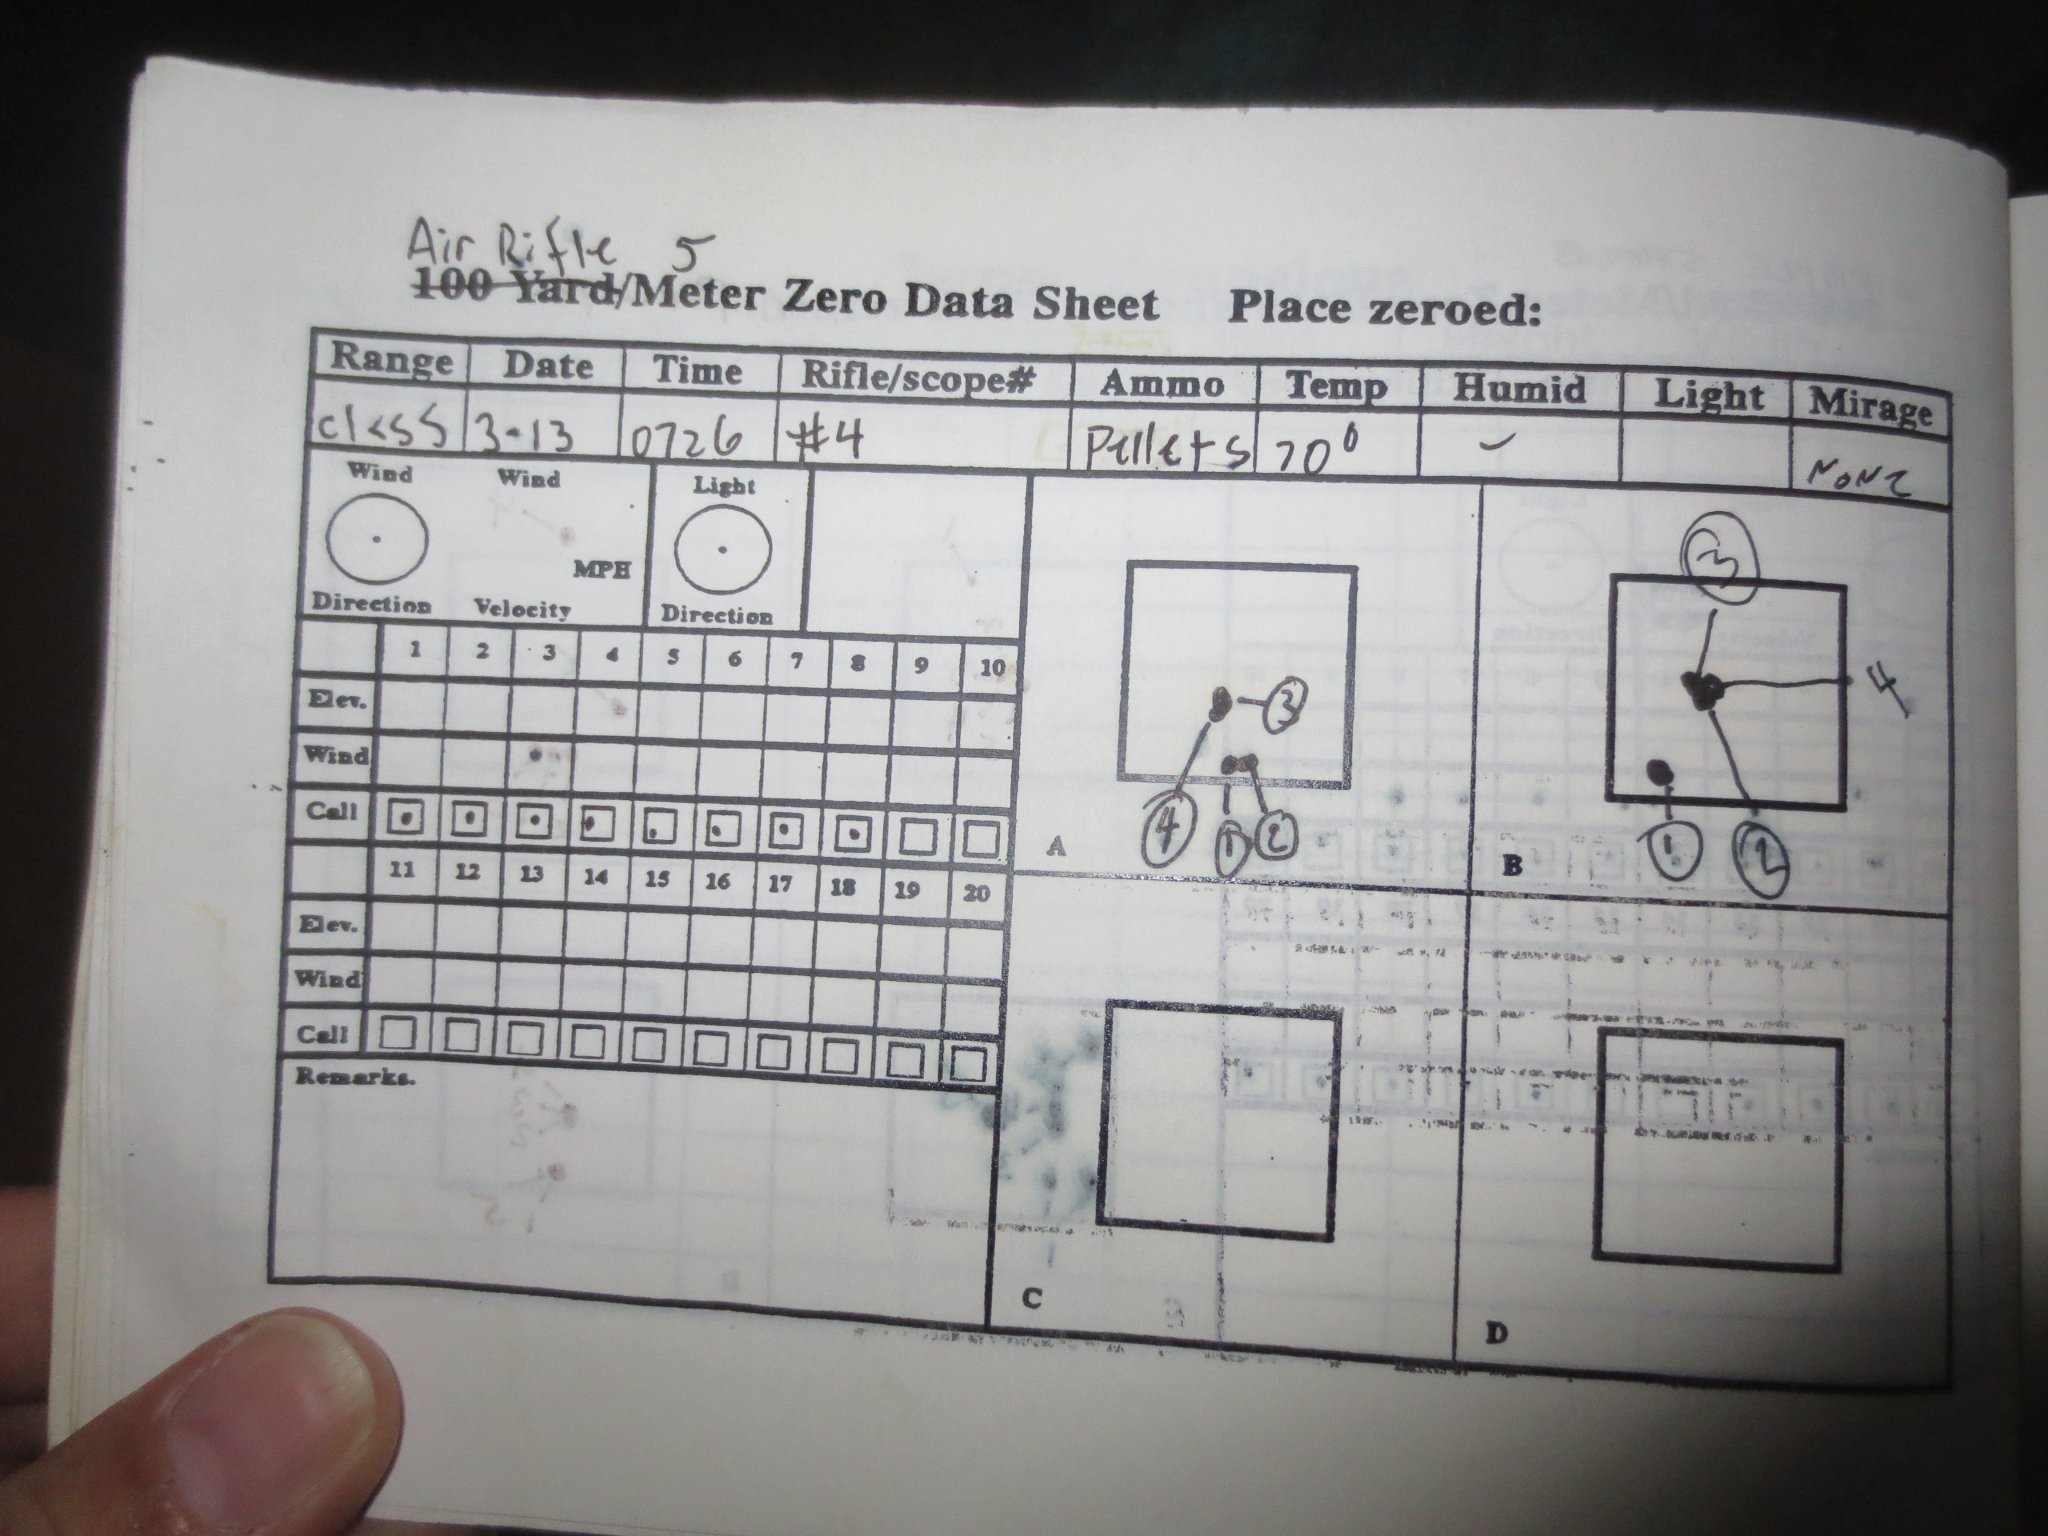 Air Rifle 5
100 Yard/Meter Zero Data Sheet Place zeroed:
Range Date Time Rifle/scope# Ammo Temp Humid Light Mirage
class 3-13 0726 #4 Pellets 70° - NONE
Wind Wind Light
MPH
Direction Velocity Direction
1 2 3 4 5 6 7 8 9 10
Elev.
Wind
Call
11 12 13 14 15 16 17 18 19 20
Elev.
Wind
Call
Remarks.
3
4 1 2
A
3
4
1 2
B
C
D